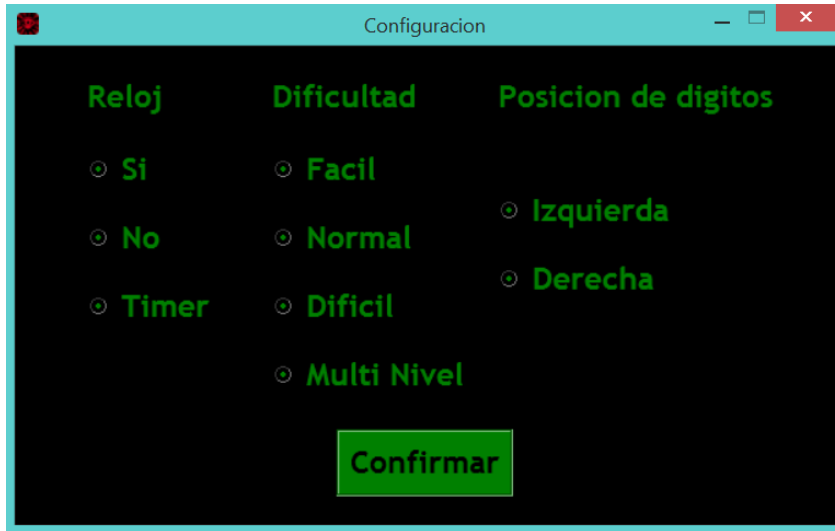 Configuracion
Reloj
Si
No
Timer
Dificultad
Facil
Normal
Dificil
Multi Nivel
Posicion de digitos
Izquierda
Derecha
Confirmar